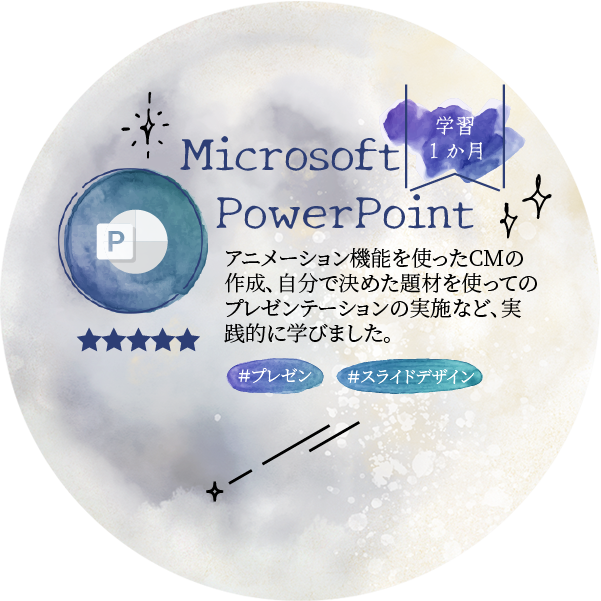 学習
1か月
Microsoft
PowerPoint
P
アニメーション機能を使ったCMの
作成、自分で決めた題材を使っての
プレゼンテーションの実施など、実
践的に学びました。
#プレゼン
#スライドデザイン